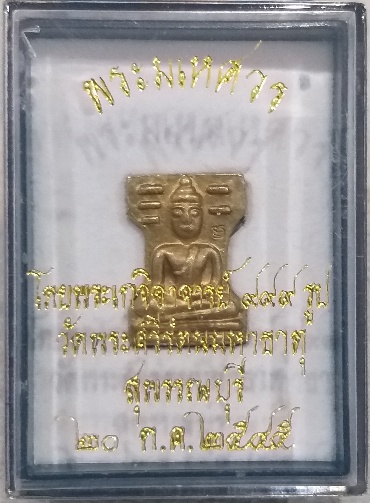 พระมเหศวร
โดยพระเกจิอาจารย์ ๙๙๙ รูป
วัดพระศรีรัตนมหาธาตุ
สุพรรณบุรี
๒๐ ก.ค.๒๕๔๕